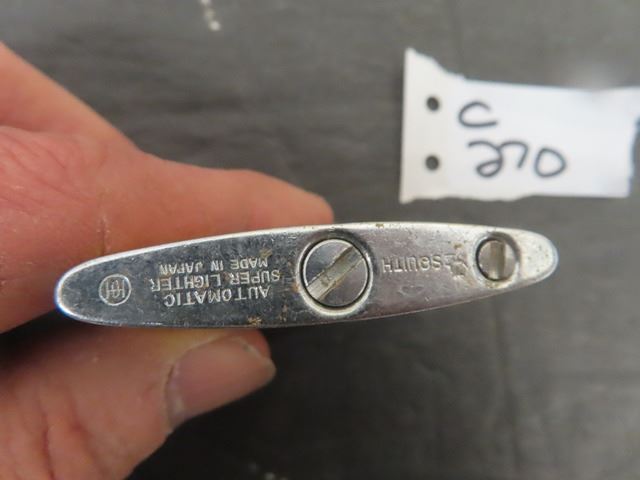 C
270
SOUTH
AUTOMATIC
SUPER LIGHTER
MADE IN JAPAN